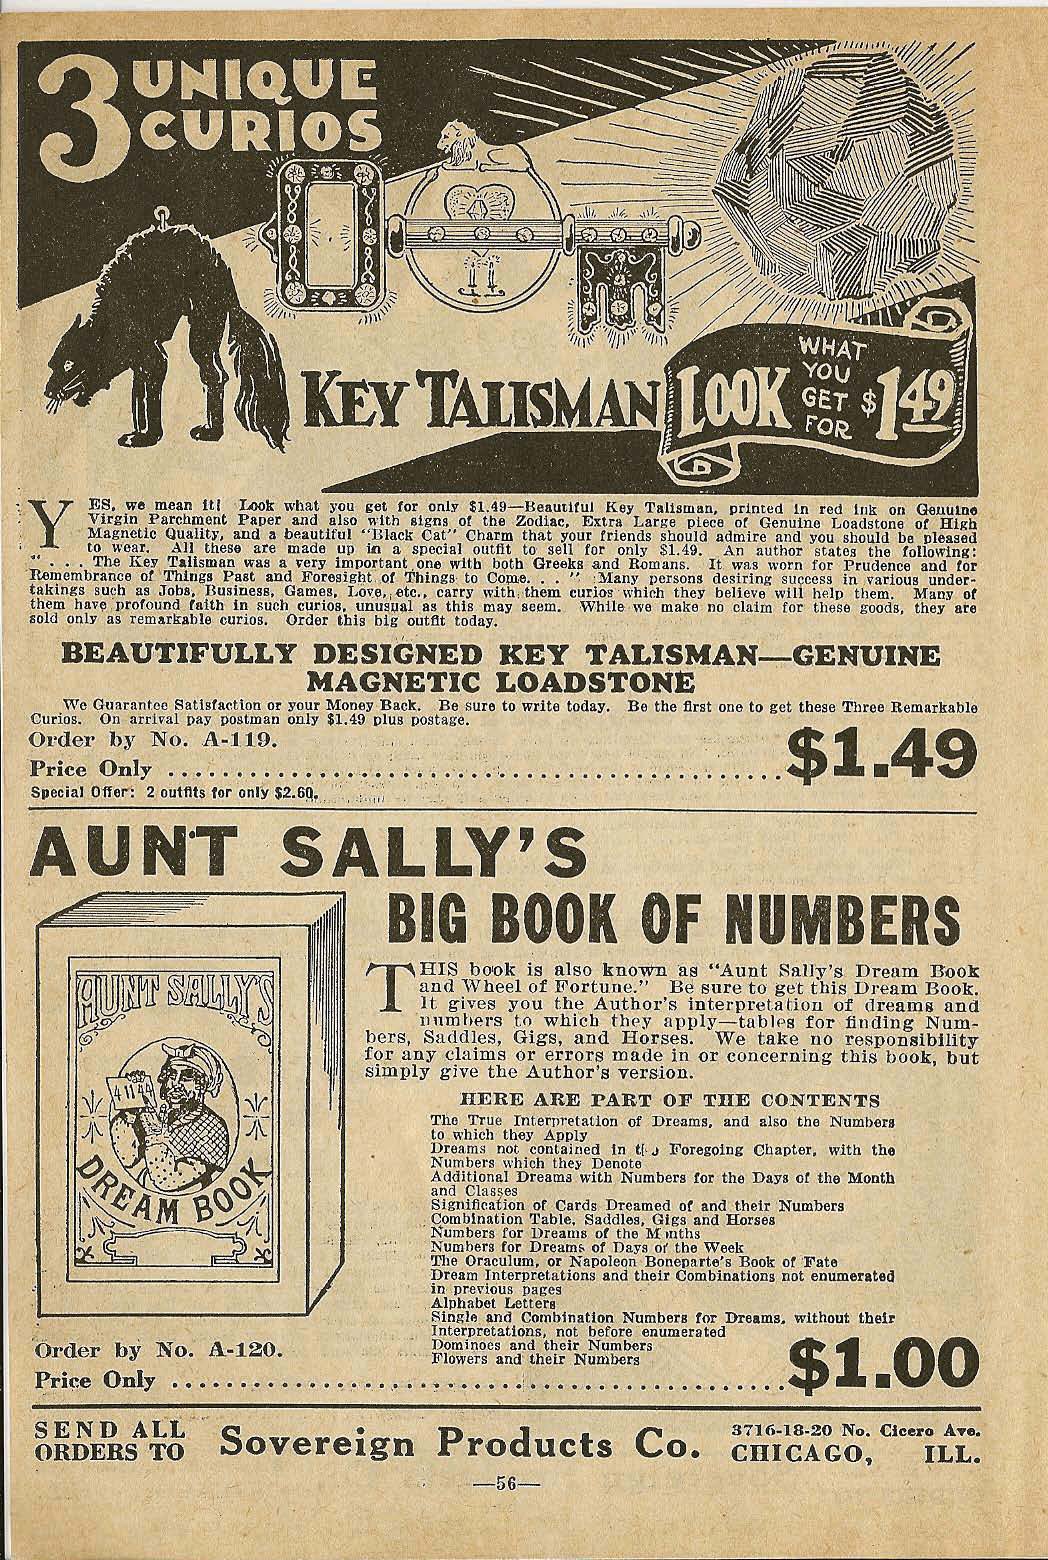 3 UNIQUE
CURIOS
KEY TALISMAN
LOOK
WHAT
YOU
GET
FOR
$1.49
YES, we mean it! Look what you get for only $1.49—Beautiful Key Talisman, printed in red ink on Genuine
Virgin Parchment Paper and also with signs of the Zodiac, Extra Large piece of Genuine Loadstone of High
Magnetic Quality, and a beautiful "Black Cat" Charm that your friends should admire and you should be pleased
to wear. All these are made up in a special outfit to sell for only $1.49. An author states the following:
". . . . The Key Talisman was a very important one with both Greeks and Romans. It was worn for Prudence and for
Remembrance of Things Past and Foresight of Things to Come. . . " Many persons desiring success in various under-
takings such as Jobs, Business, Games, Love, etc., carry with them curios which they believe will help them. Many of
them have profound faith in such curios, unusual as this may seem. While we make no claim for these goods, they are
sold only as remarkable curios. Order this big outfit today.
BEAUTIFULLY DESIGNED KEY TALISMAN—GENUINE
MAGNETIC LOADSTONE
We Guarantee Satisfaction or your Money Back. Be sure to write today. Be the first one to get these Three Remarkable
Curios. On arrival pay postman only $1.49 plus postage.
Order by No. A-119.
Price Only ............................................. $1.49
Special Offer: 2 outfits for only $2.60.
AUNT SALLY'S
BIG BOOK OF NUMBERS
AUNT SALLY'S
4 11 44
DREAM BOOK
THIS book is also known as "Aunt Sally's Dream Book
and Wheel of Fortune." Be sure to get this Dream Book.
It gives you the Author's interpretation of dreams and
numbers to which they apply—tables for finding Num-
bers, Saddles, Gigs, and Horses. We take no responsibility
for any claims or errors made in or concerning this book, but
simply give the Author's version.
HERE ARE PART OF THE CONTENTS
The True Interpretation of Dreams, and also the Numbers
to which they Apply
Dreams not contained in the Foregoing Chapter, with the
Numbers which they Denote
Additional Dreams with Numbers for the Days of the Month
and Classes
Signification of Cards Dreamed of and their Numbers
Combination Table, Saddles, Gigs and Horses
Numbers for Dreams of the Months
Numbers for Dreams of Days of the Week
The Oraculum, or Napoleon Boneparte's Book of Fate
Dream Interpretations and their Combinations not enumerated
in previous pages
Alphabet Letters
Single and Combination Numbers for Dreams, without their
Interpretations, not before enumerated
Dominoes and their Numbers
Flowers and their Numbers
Order by No. A-120.
Price Only ............................................. $1.00
SEND ALL
ORDERS TO
Sovereign Products Co.
3716-18-20 No. Cicero Ave.
CHICAGO, ILL.
—56—